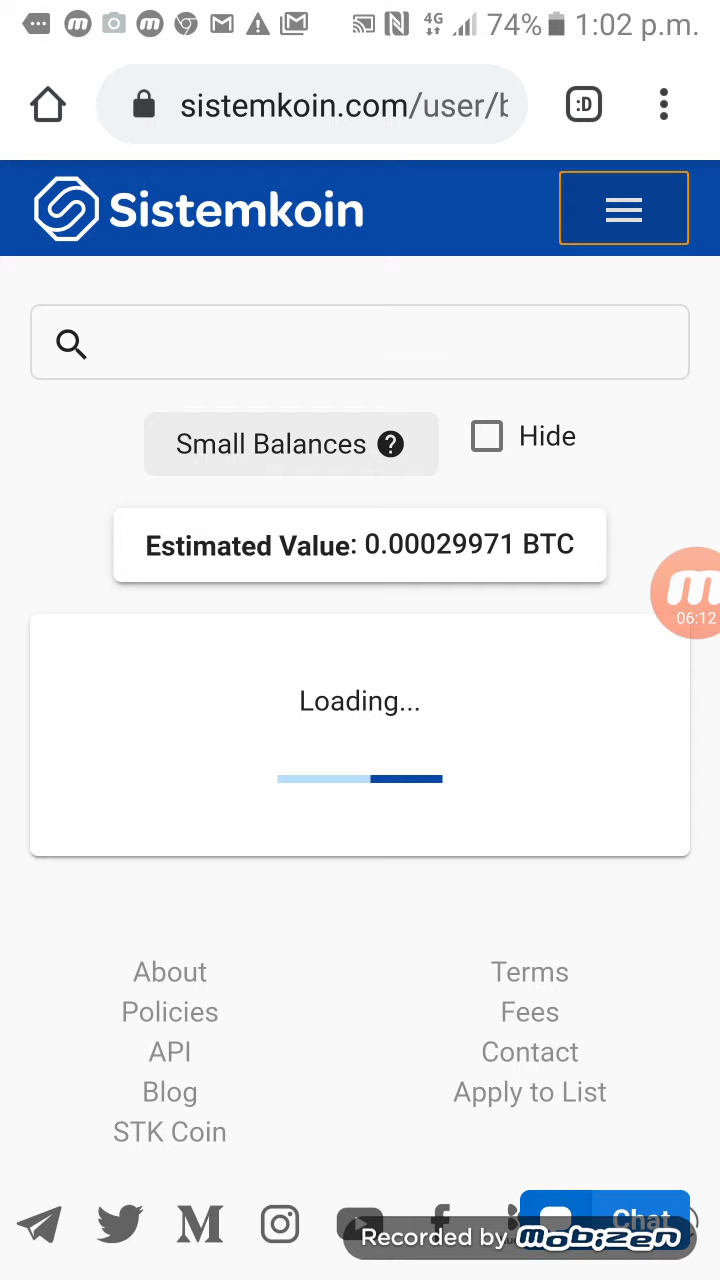 4G 74% 1:02 p.m.
sistemkoin.com/user/b
:D
Sistemkoin
Small Balances ?
Hide
Estimated Value: 0.00029971 BTC
06:12
Loading...
About
Terms
Policies
Fees
API
Contact
Blog
Apply to List
STK Coin
Chat
Recorded by mobizen